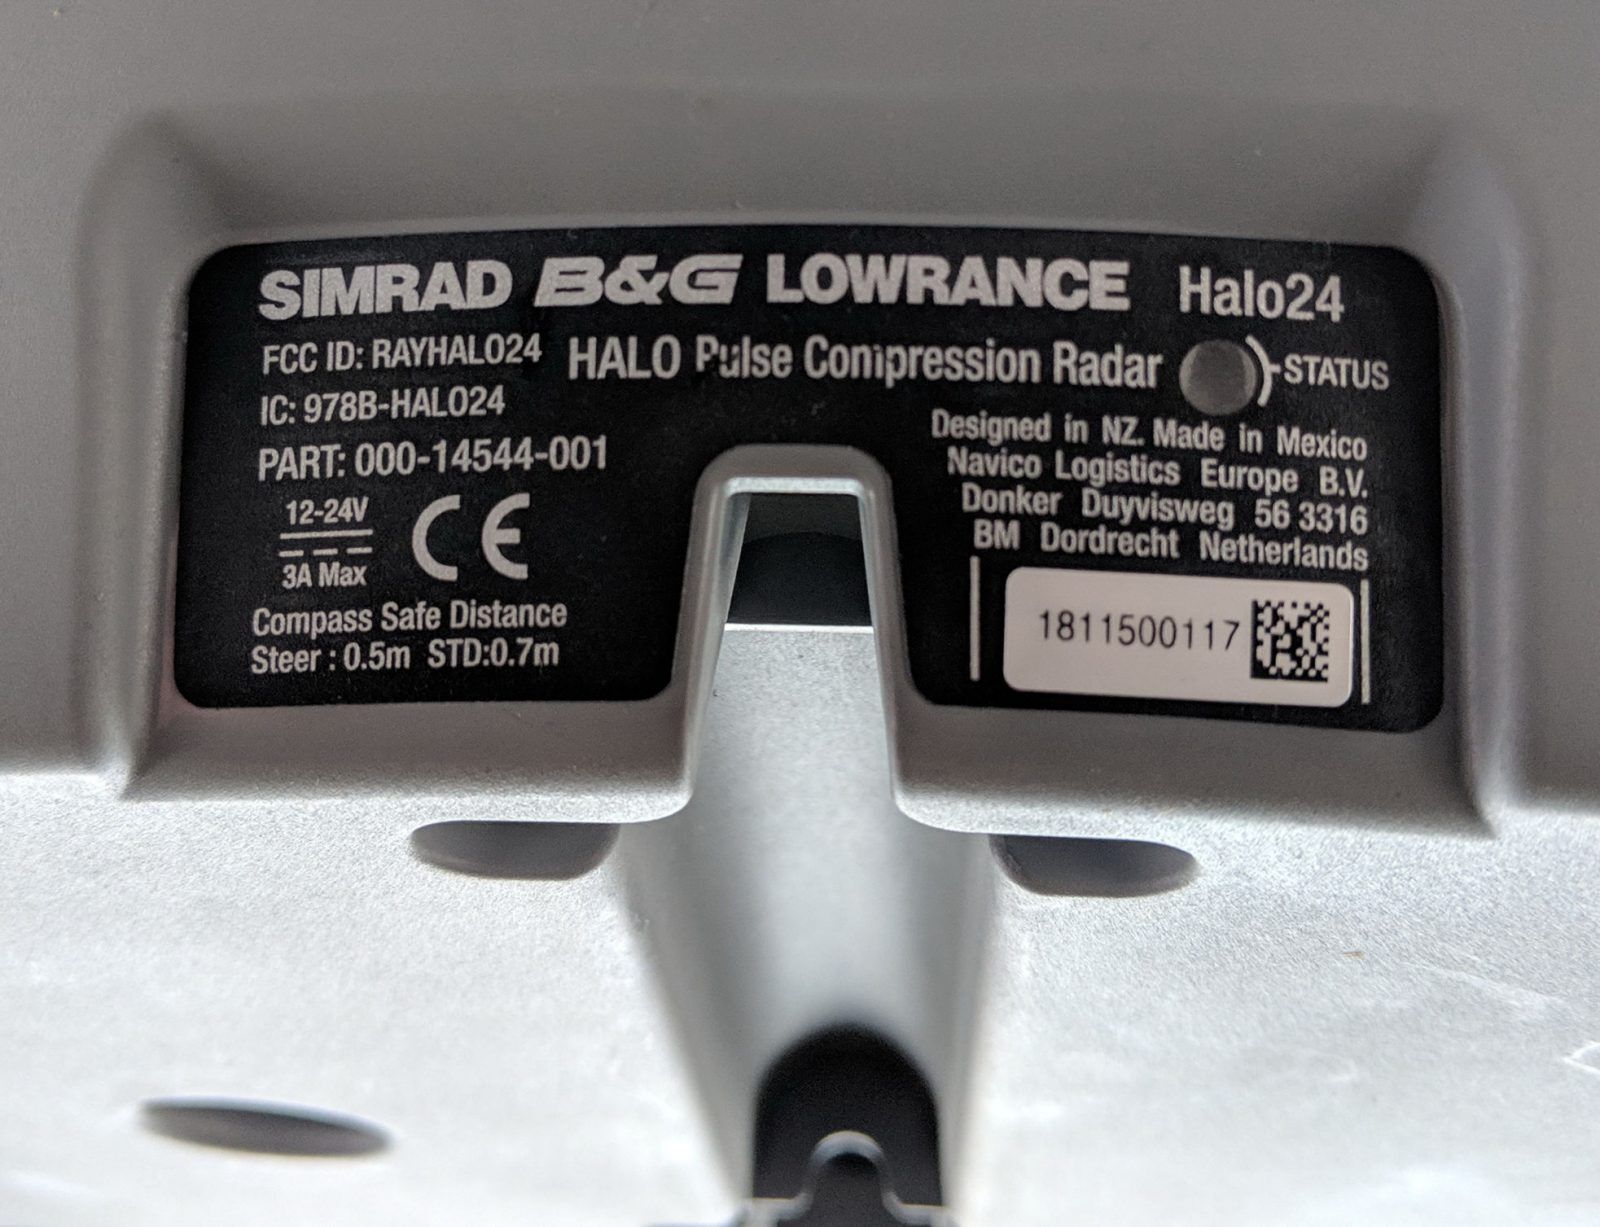 SIMRAD B&G LOWRANCE Halo24
FCC ID: RAYHALO24
HALO Pulse Compression Radar
STATUS
IC: 978B-HALO24
PART: 000-14544-001
12-24V
3A Max
CE
Compass Safe Distance
Steer : 0.5m STD:0.7m
Designed in NZ. Made in Mexico
Navico Logistics Europe B.V.
Donker Duyvisweg 56 3316
BM Dordrecht Netherlands
1811500117